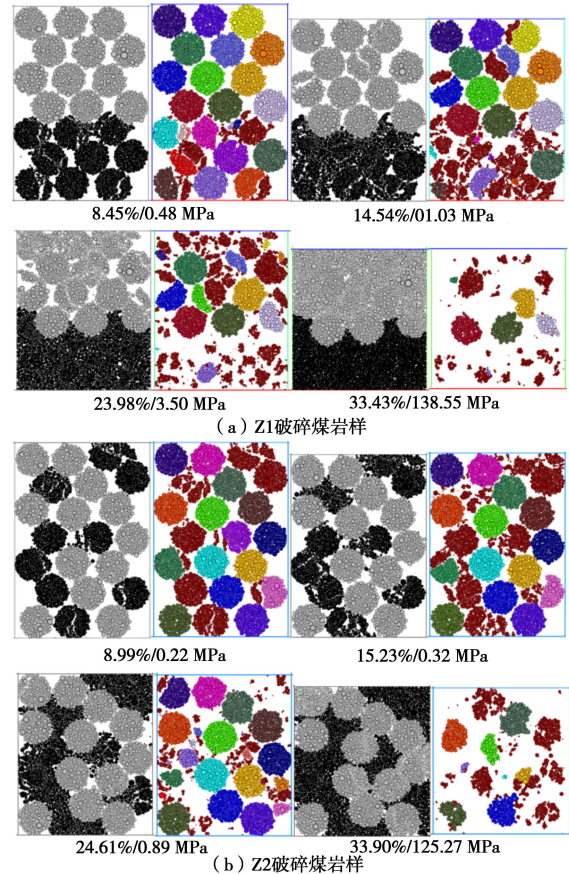 8.45%/0.48 MPa
14.54%/01.03 MPa
23.98%/3.50 MPa
33.43%/138.55 MPa
（a）Z1破碎煤岩样
8.99%/0.22 MPa
15.23%/0.32 MPa
24.61%/0.89 MPa
33.90%/125.27 MPa
（b）Z2破碎煤岩样